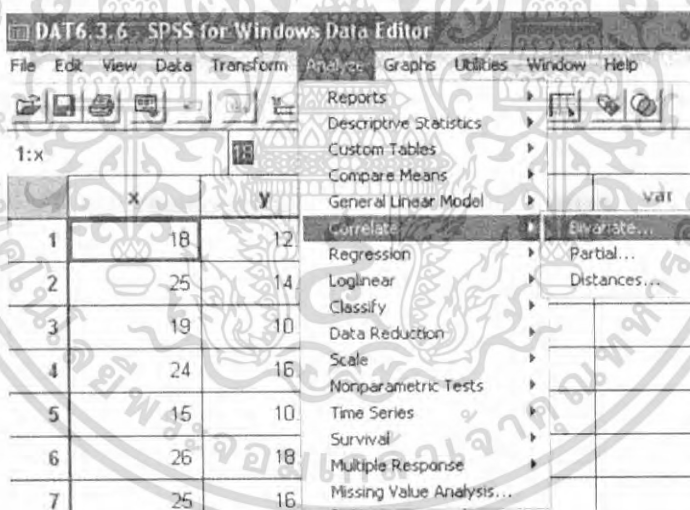 DAT6.3.6 - SPSS for Windows Data Editor
File Edit View Data Transform Analyze Graphs Utilities Window Help
1:x 18
x y var
1 18 12
2 25 14
3 19 10
4 24 16
5 15 10
6 26 18
7 25 16
Reports
Descriptive Statistics
Custom Tables
Compare Means
General Linear Model
Correlate
Regression
Loglinear
Classify
Data Reduction
Scale
Nonparametric Tests
Time Series
Survival
Multiple Response
Missing Value Analysis...
Bivariate...
Partial...
Distances...